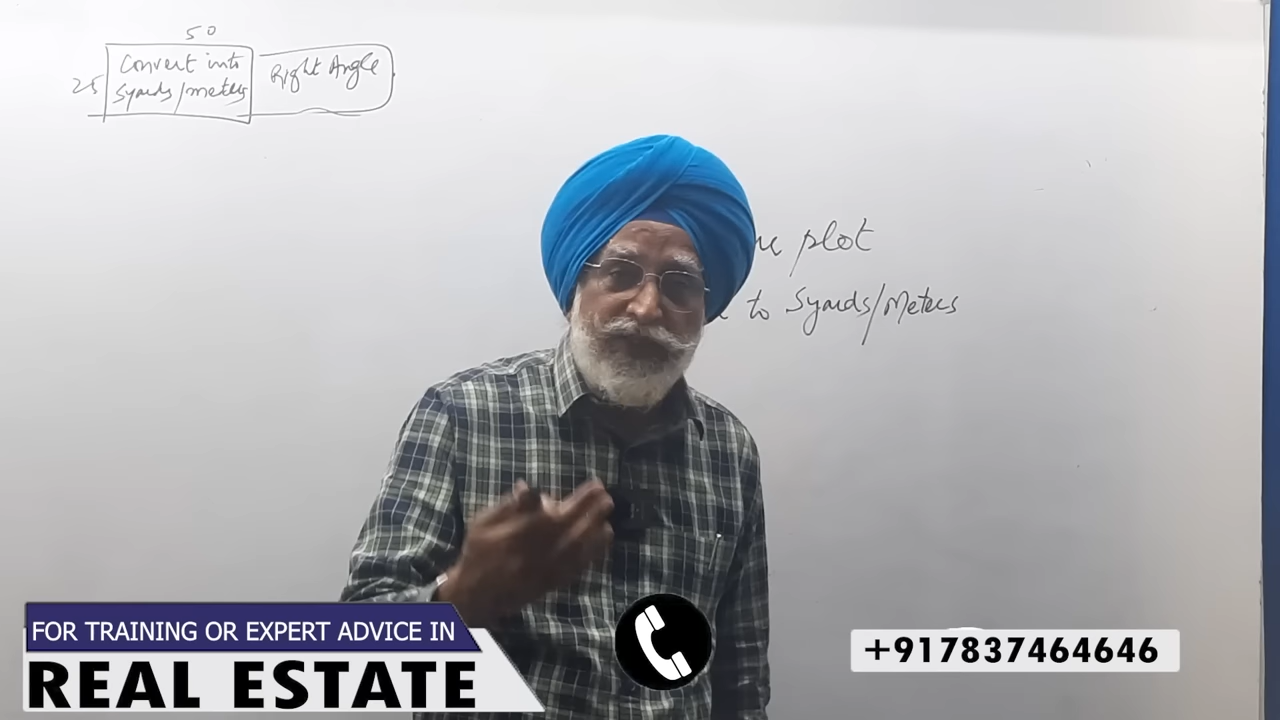 50
25
Convert into
Syards/meters
Right Angle
plot
to Syards/Meters
FOR TRAINING OR EXPERT ADVICE IN
REAL ESTATE
+917837464646